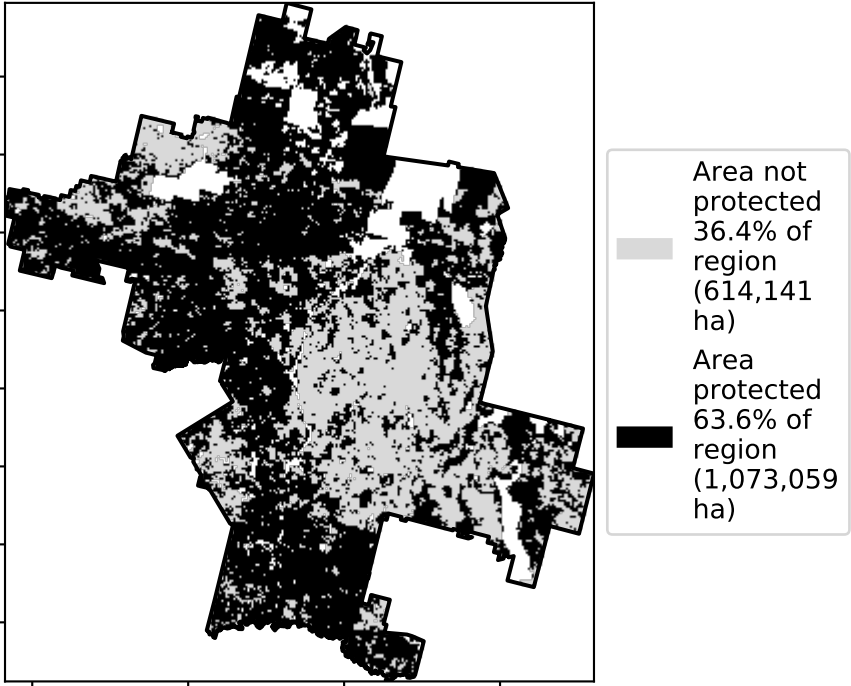 Area not
protected
36.4% of
region
(614,141
ha)
Area
protected
63.6% of
region
(1,073,059
ha)